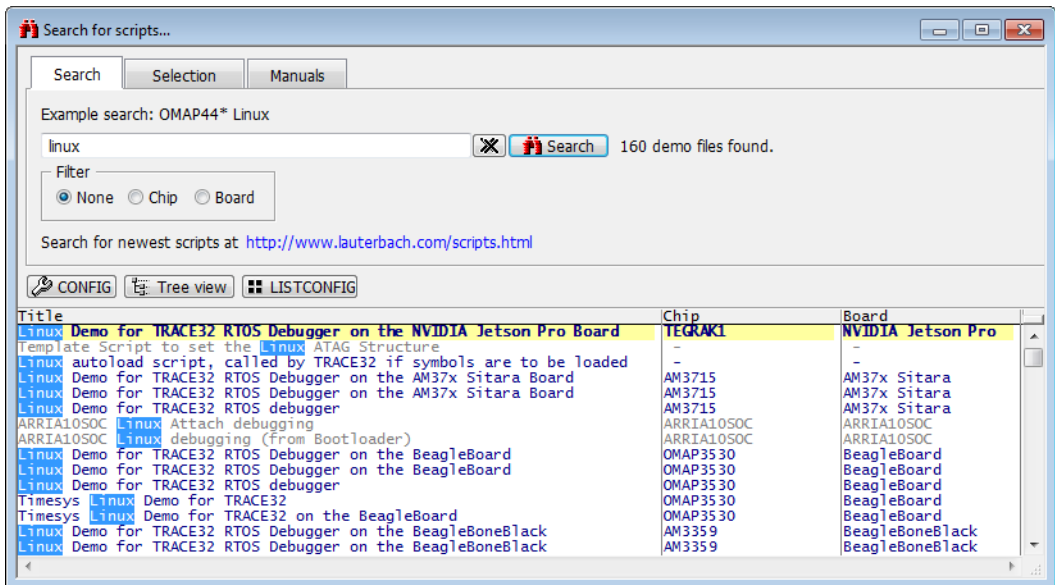 Search for scripts...
Search Selection Manuals
Example search: OMAP44* Linux
linux Search 160 demo files found.
Filter
None Chip Board
Search for newest scripts at http://www.lauterbach.com/scripts.html
CONFIG Tree view LISTCONFIG
Title Chip Board
Linux Demo for TRACE32 RTOS Debugger on the NVIDIA Jetson Pro Board TEGRAK1 NVIDIA Jetson Pro
Template Script to set the Linux ATAG Structure - -
Linux autoload script, called by TRACE32 if symbols are to be loaded - -
Linux Demo for TRACE32 RTOS Debugger on the AM37x Sitara Board AM3715 AM37x Sitara
Linux Demo for TRACE32 RTOS Debugger on the AM37x Sitara Board AM3715 AM37x Sitara
Linux Demo for TRACE32 RTOS debugger AM3715 AM37x Sitara
ARRIA10SOC Linux Attach debugging ARRIA10SOC ARRIA10SOC
ARRIA10SOC Linux debugging (from Bootloader) ARRIA10SOC ARRIA10SOC
Linux Demo for TRACE32 RTOS Debugger on the BeagleBoard OMAP3530 BeagleBoard
Linux Demo for TRACE32 RTOS Debugger on the BeagleBoard OMAP3530 BeagleBoard
Linux Demo for TRACE32 RTOS debugger OMAP3530 BeagleBoard
Timesys Linux Demo for TRACE32 OMAP3530 BeagleBoard
Timesys Linux Demo for TRACE32 on the BeagleBoard OMAP3530 BeagleBoard
Linux Demo for TRACE32 RTOS Debugger on the BeagleBoneBlack AM3359 BeagleBoneBlack
Linux Demo for TRACE32 RTOS Debugger on the BeagleBoneBlack AM3359 BeagleBoneBlack